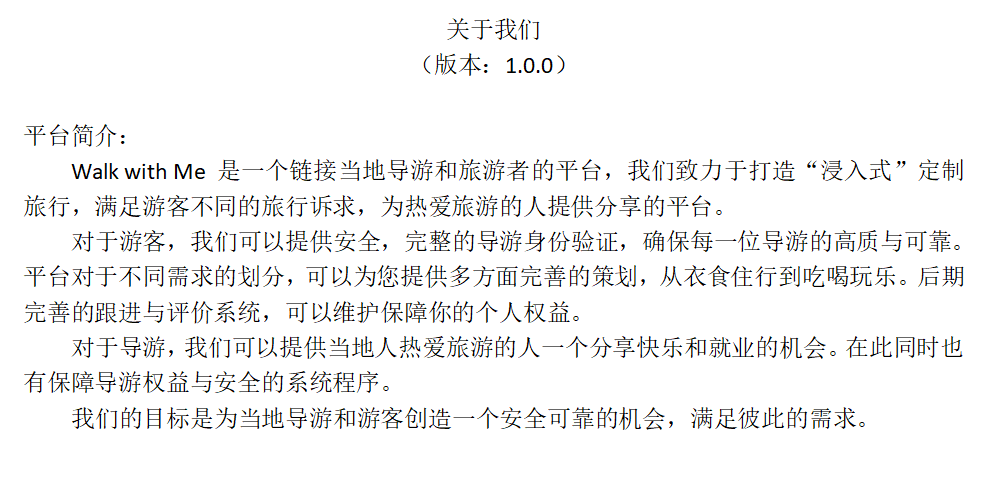 关于我们
（版本：1.0.0）
平台简介：
Walk with Me 是一个链接当地导游和旅游者的平台，我们致力于打造“浸入式”定制
旅行，满足游客不同的旅行诉求，为热爱旅游的人提供分享的平台。
对于游客，我们可以提供安全，完整的导游身份验证，确保每一位导游的高质与可靠。
平台对于不同需求的划分，可以为您提供多方面完善的策划，从衣食住行到吃喝玩乐。后期
完善的跟进与评价系统，可以维护保障你的个人权益。
对于导游，我们可以提供当地人热爱旅游的人一个分享快乐和就业的机会。在此同时也
有保障导游权益与安全的系统程序。
我们的目标是为当地导游和游客创造一个安全可靠的机会，满足彼此的需求。